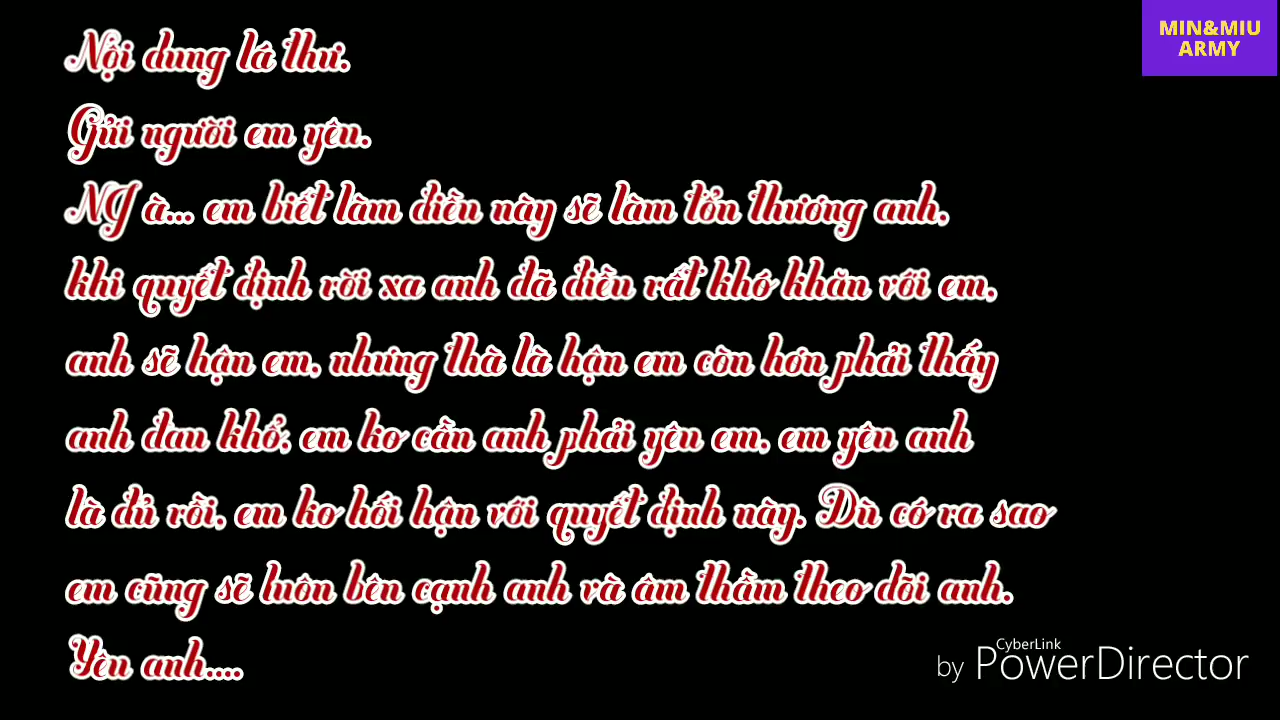 Nội dung lá thư.
Gửi người em yêu.
NJ à... em biết làm điều này sẽ làm tổn thương anh,
khi quyết định rời xa anh đã điều rất khó khăn với em,
anh sẽ hận em, nhưng thà là hận em còn hơn phải thấy
anh đau khổ, em ko cần anh phải yêu em, em yêu anh
là đủ rồi, em ko hối hận với quyết định này. Dù có ra sao
em cũng sẽ luôn bên cạnh anh và âm thầm theo dõi anh.
Yêu anh....
MIN&MIU
ARMY
CyberLink
by PowerDirector